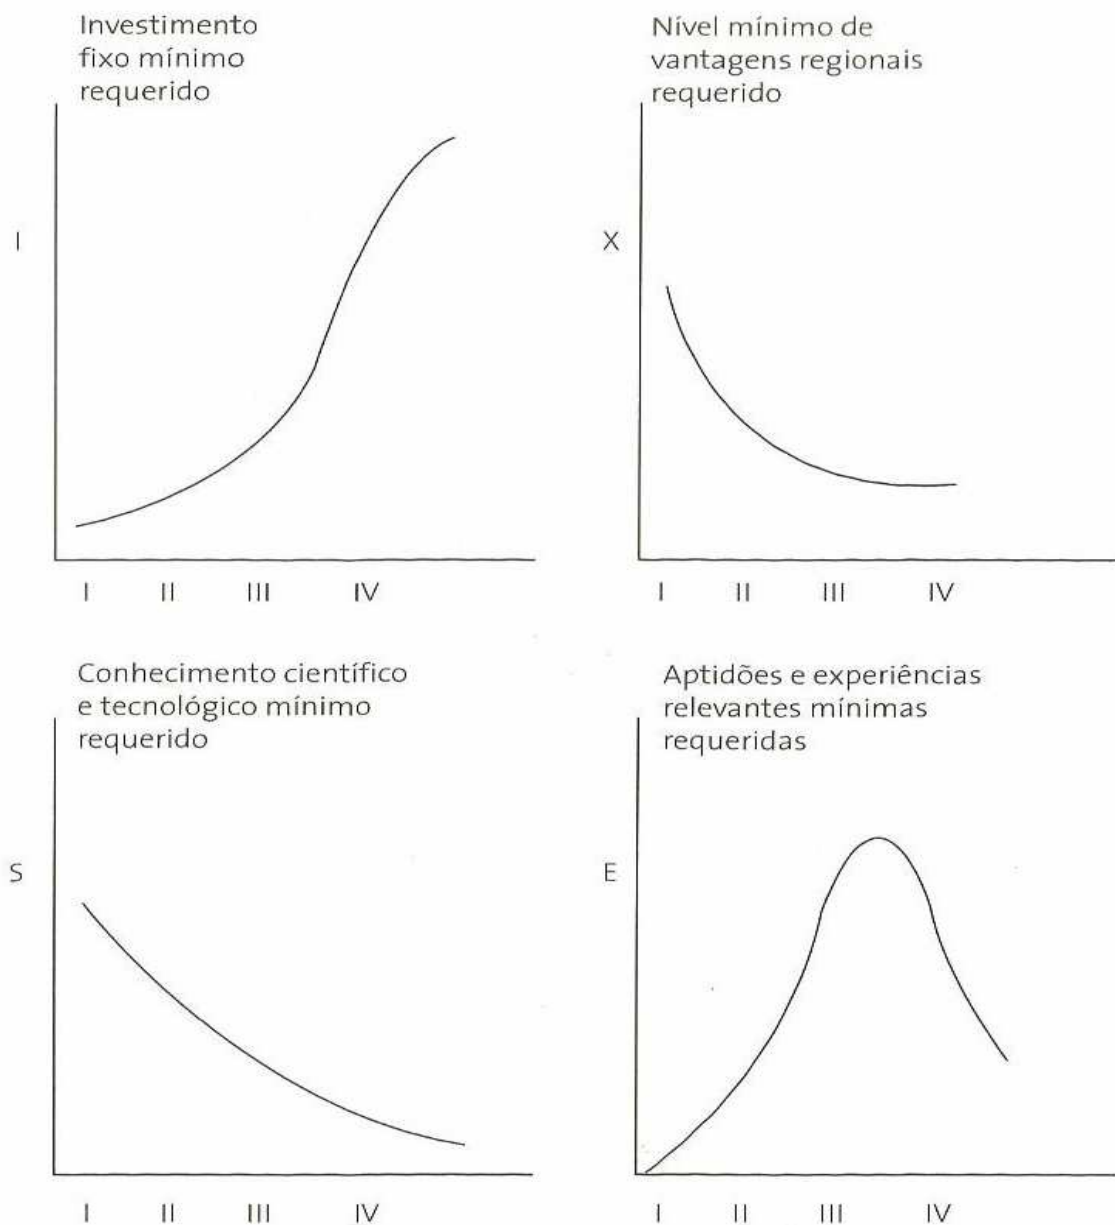 Investimento
fixo mínimo
requerido
I
I II III IV
Nível mínimo de
vantagens regionais
requerido
X
I II III IV
Conhecimento científico
e tecnológico mínimo
requerido
S
I II III IV
Aptidões e experiências
relevantes mínimas
requeridas
E
I II III IV